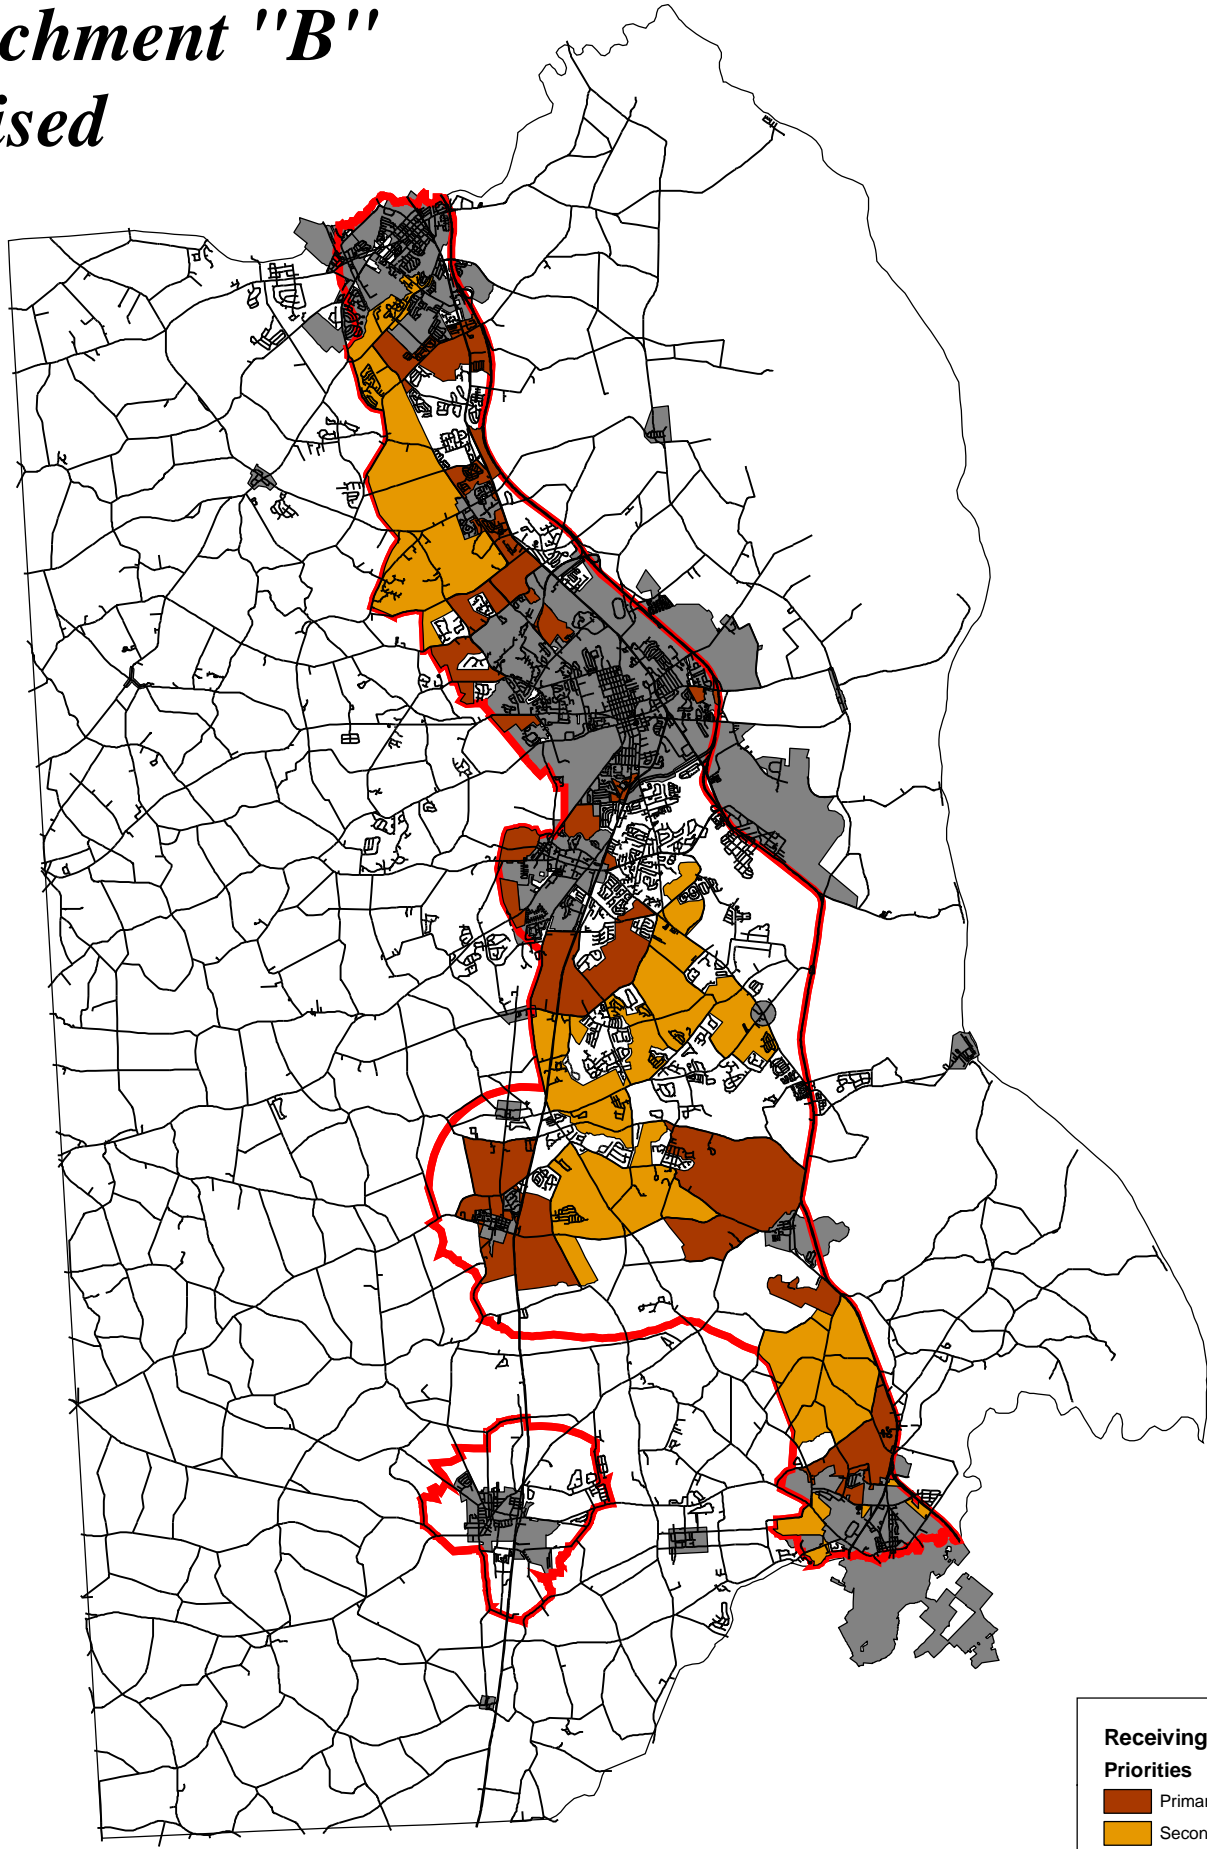 chment "B"
ised
Receiving
Priorities
Primar
Secon